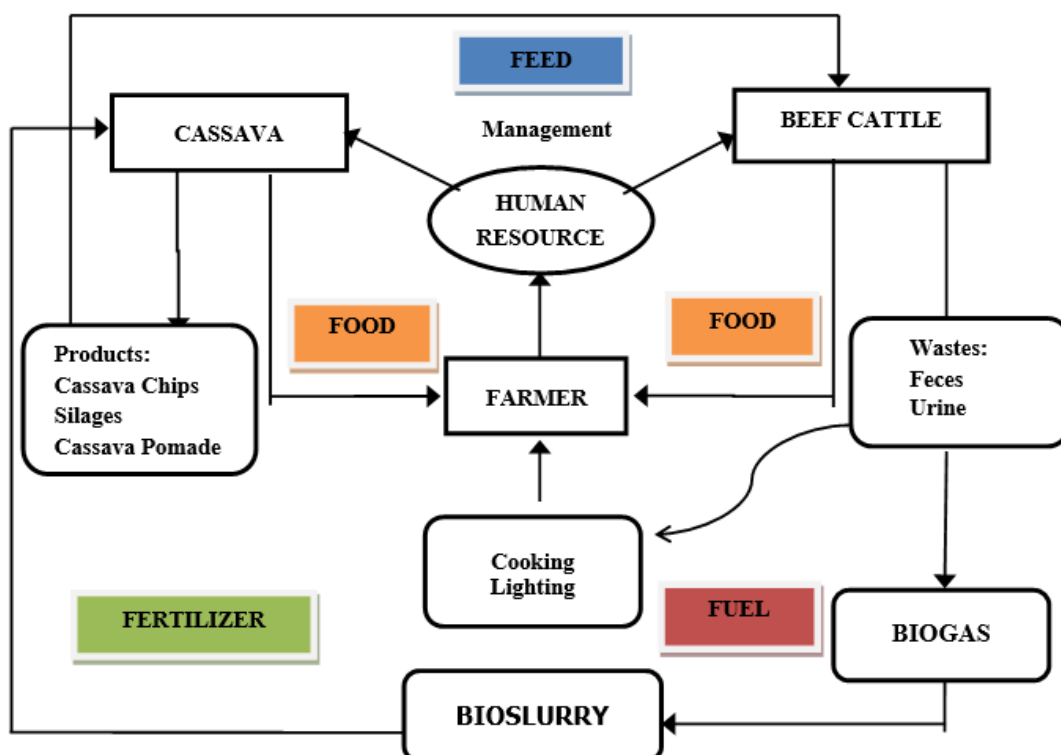 FEED
CASSAVA
Management
BEEF CATTLE
HUMAN
RESOURCE
FOOD
FOOD
Products:
Cassava Chips
Silages
Cassava Pomade
FARMER
Wastes:
Feces
Urine
Cooking
Lighting
FERTILIZER
FUEL
BIOGAS
BIOSLURRY